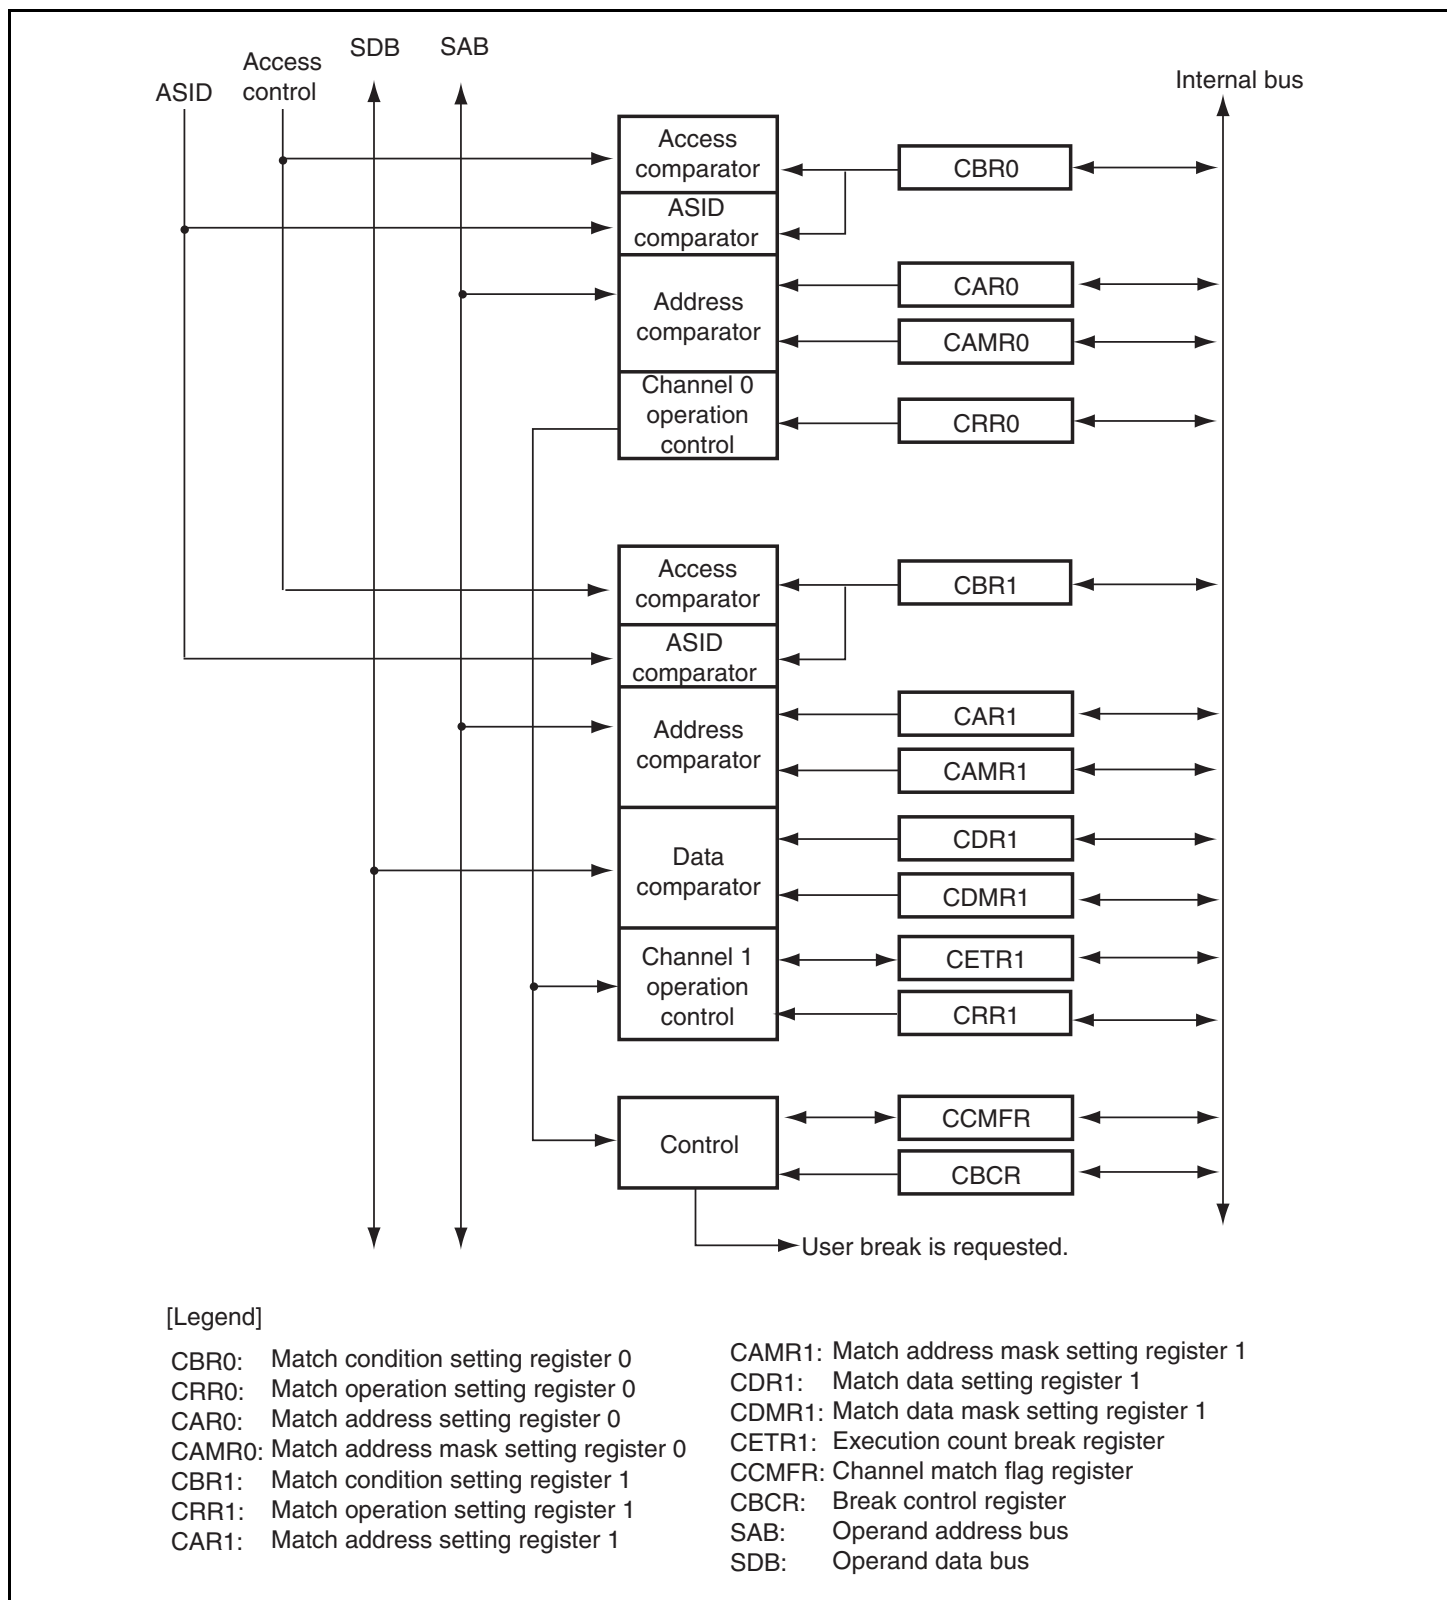 SDB
SAB
Access
control
ASID
Internal bus
Access
comparator
CBR0
ASID
comparator
Address
comparator
CAR0
CAMR0
Channel 0
operation
control
CRR0
Access
comparator
CBR1
ASID
comparator
Address
comparator
CAR1
CAMR1
Data
comparator
CDR1
CDMR1
Channel 1
operation
control
CETR1
CRR1
Control
CCMFR
CBCR
User break is requested.
[Legend]
CBR0: Match condition setting register 0
CRR0: Match operation setting register 0
CAR0: Match address setting register 0
CAMR0: Match address mask setting register 0
CBR1: Match condition setting register 1
CRR1: Match operation setting register 1
CAR1: Match address setting register 1
CAMR1: Match address mask setting register 1
CDR1: Match data setting register 1
CDMR1: Match data mask setting register 1
CETR1: Execution count break register
CCMFR: Channel match flag register
CBCR: Break control register
SAB: Operand address bus
SDB: Operand data bus